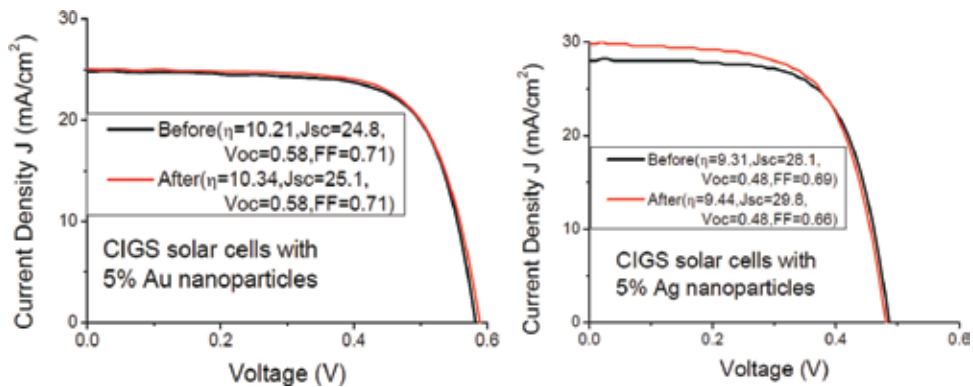 Current Density J (mA/cm²)
30
20
10
0
0.0
0.2
0.4
0.6
Voltage (V)
Before(η=10.21,Jsc=24.8,
Voc=0.58,FF=0.71)
After(η=10.34,Jsc=25.1,
Voc=0.58,FF=0.71)
CIGS solar cells with
5% Au nanoparticles
Current Density J (mA/cm²)
30
20
10
0
0.0
0.2
0.4
0.6
Voltage (V)
Before(η=9.31,Jsc=28.1,
Voc=0.48,FF=0.69)
After(η=9.44,Jsc=29.8,
Voc=0.48,FF=0.66)
CIGS solar cells with
5% Ag nanoparticles